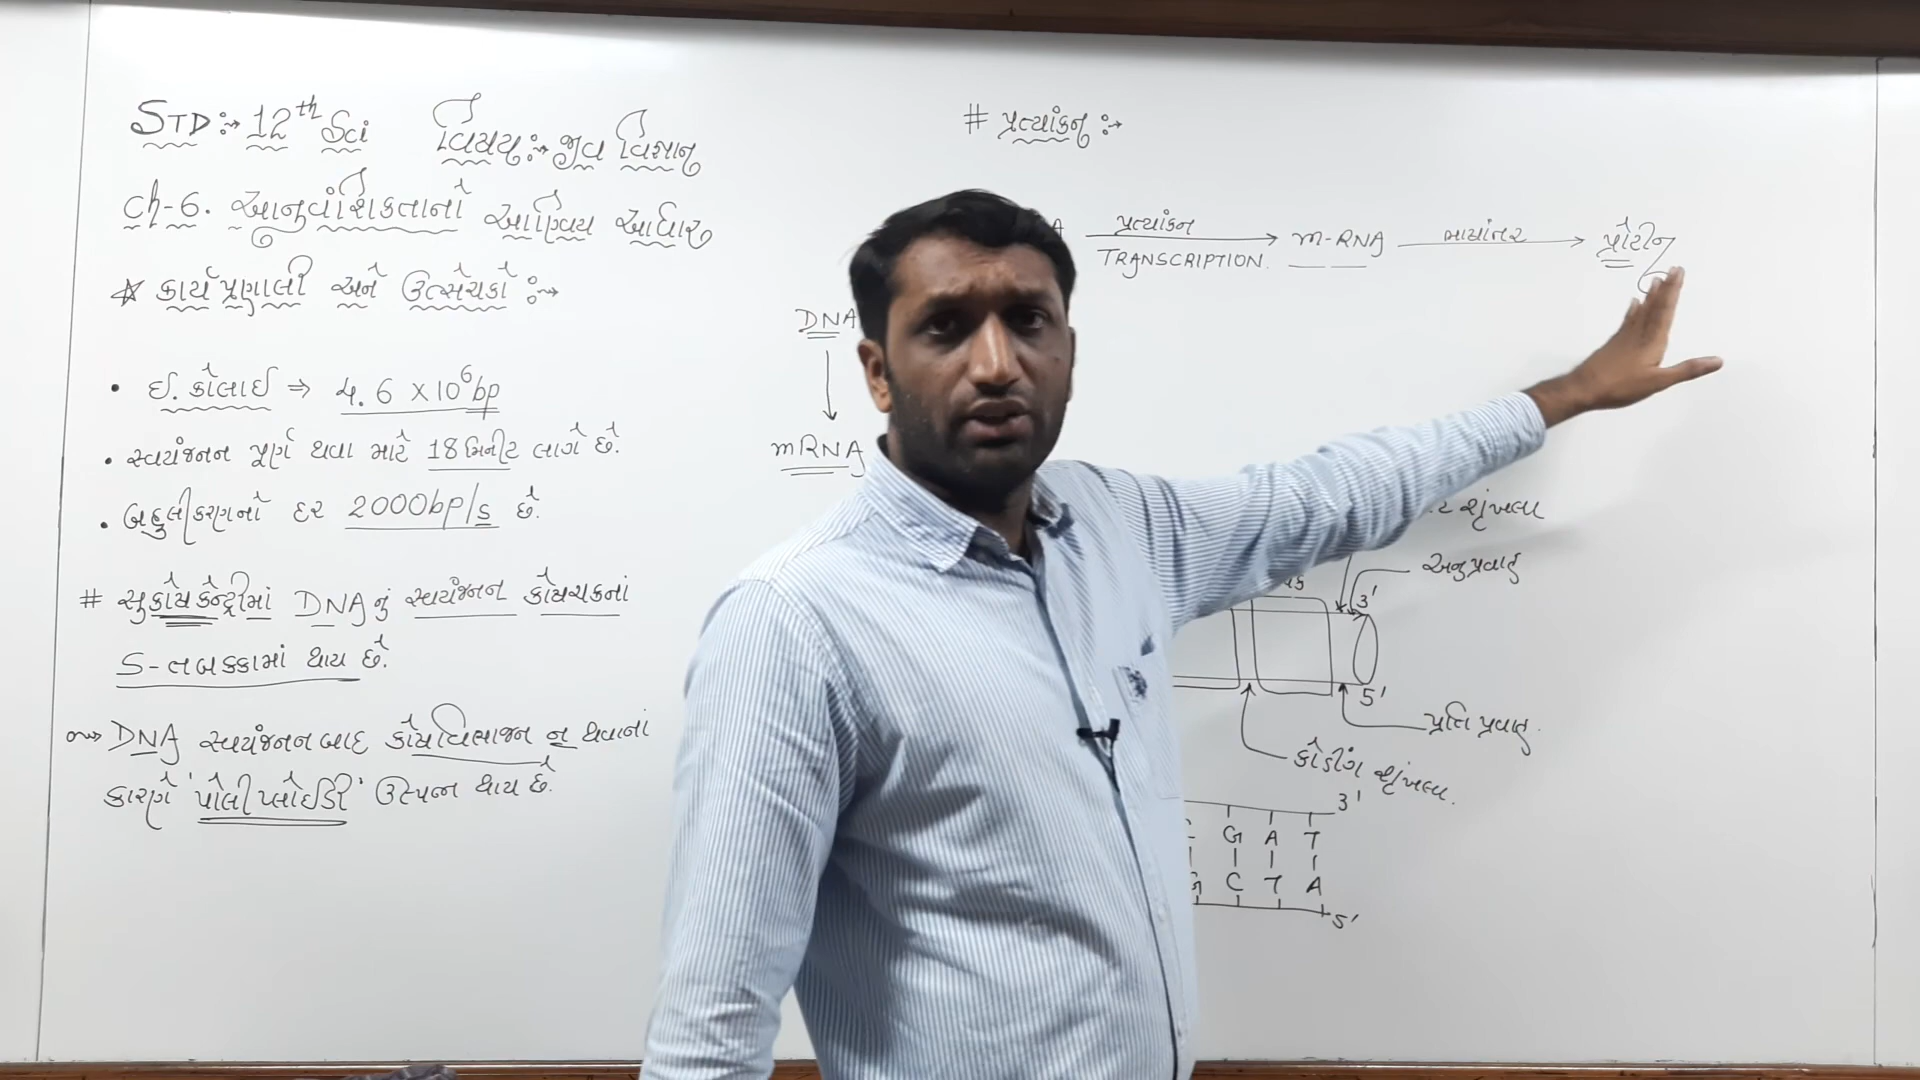 STD:→ 12th Sci વિષય:→ જીવ વિજ્ઞાન
ch-6. આનુવંશિકતાનો આણ્વિય આધાર
☆ કાર્યપ્રણાલી અને ઉત્સેચકો :→
• ઈ. કોલાઈ ⇒ 4.6 × 10⁶ bp
• સ્વયંજનન પૂર્ણ થવા માટે 18 મિનીટ લાગે છે.
• બહુલીકરણનો દર 2000bp/s છે.
# સુકોષકેન્દ્રીમાં DNA નું સ્વયંજનન કોષચક્રનાં
S-તબક્કામાં થાય છે.
DNA સ્વયંજનન બાદ કોષવિભાજન ન થવાનાં
કારણે 'પોલીપ્લોઇડી' ઉત્પન્ન થાય છે.
# પ્રત્યાંકન :→
A પ્રત્યાંકન → m-RNA ભાષાંતર → પ્રોટીન
TRANSCRIPTION.
DNA
↓
mRNA
શૃંખલા
અનુપ્રવાહ
3'
5'
પ્રતિ પ્રવાહ.
કોડીંગ શૃંખલા.
3'
G A T
G C T A
5'